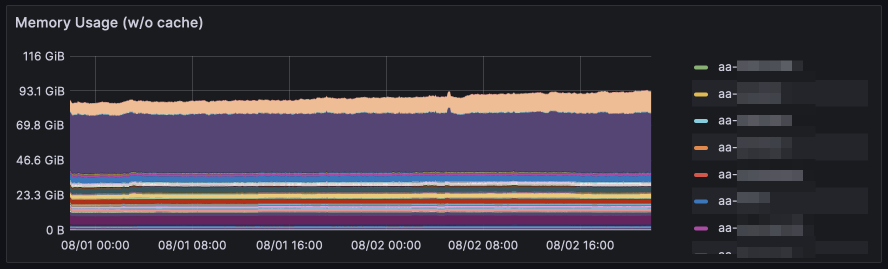 Memory Usage (w/o cache)
116 GiB
93.1 GiB
69.8 GiB
46.6 GiB
23.3 GiB
0 B
08/01 00:00
08/01 08:00
08/01 16:00
08/02 00:00
08/02 08:00
08/02 16:00
aa-
aa-
aa-
aa-
aa-
aa-
aa-